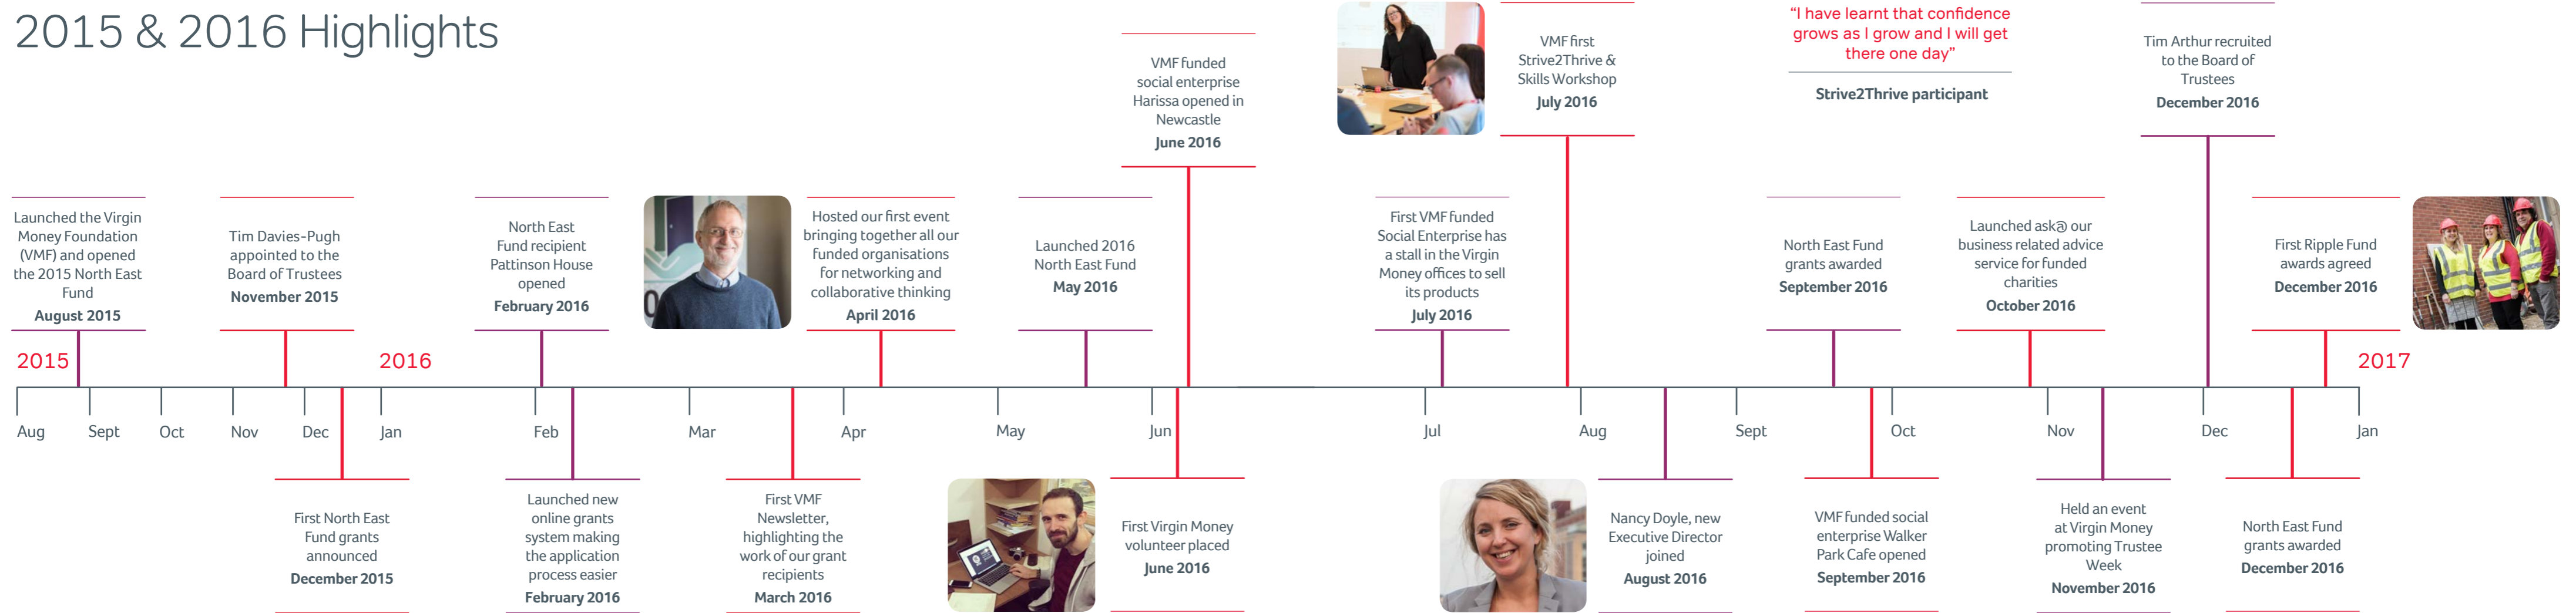 2015 & 2016 Highlights
VMF funded
social enterprise
Harissa opened in
Newcastle
June 2016
VMF first
Strive2Thrive &
Skills Workshop
July 2016
“I have learnt that confidence
grows as I grow and I will get
there one day”
Strive2Thrive participant
Tim Arthur recruited
to the Board of
Trustees
December 2016
Launched the Virgin
Money Foundation
(VMF) and opened
the 2015 North East
Fund
August 2015
Tim Davies-Pugh
appointed to the
Board of Trustees
November 2015
North East
Fund recipient
Pattinson House
opened
February 2016
Hosted our first event
bringing together all our
funded organisations
for networking and
collaborative thinking
April 2016
Launched 2016
North East Fund
May 2016
First VMF funded
Social Enterprise has
a stall in the Virgin
Money offices to sell
its products
July 2016
North East Fund
grants awarded
September 2016
Launched ask@ our
business related advice
service for funded
charities
October 2016
First Ripple Fund
awards agreed
December 2016
2015
2016
2017
Aug
Sept
Oct
Nov
Dec
Jan
Feb
Mar
Apr
May
Jun
Jul
Aug
Sept
Oct
Nov
Dec
Jan
First North East
Fund grants
announced
December 2015
Launched new
online grants
system making
the application
process easier
February 2016
First VMF
Newsletter,
highlighting the
work of our grant
recipients
March 2016
First Virgin Money
volunteer placed
June 2016
Nancy Doyle, new
Executive Director
joined
August 2016
VMF funded social
enterprise Walker
Park Cafe opened
September 2016
Held an event
at Virgin Money
promoting Trustee
Week
November 2016
North East Fund
grants awarded
December 2016